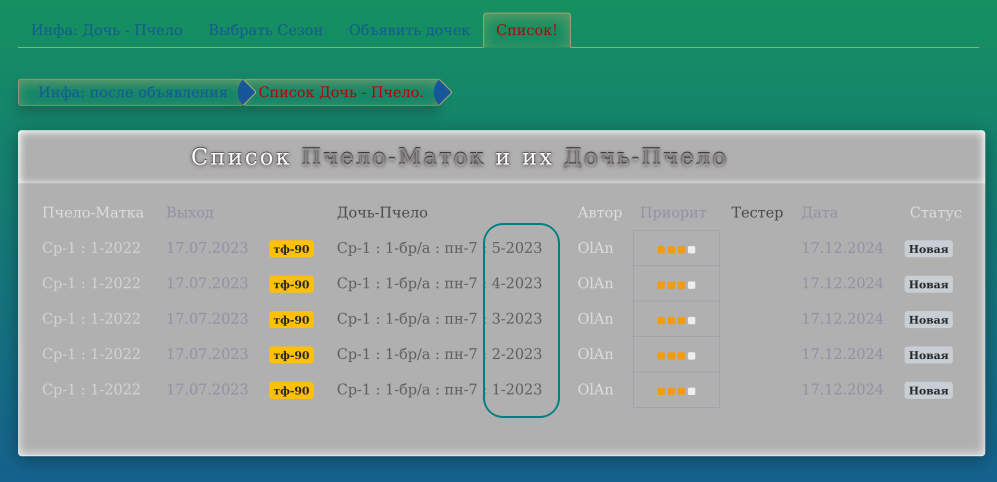 Инфа: Дочь - Пчело Выбрать Сезон Объявить дочек Список!
Инфа: после объявления Список Дочь - Пчело.
Список Пчело-Маток и их Дочь-Пчело
Пчело-Матка Выход Дочь-Пчело Автор Приорит Тестер Дата Статус
Ср-1 : 1-2022 17.07.2023 тф-90 Ср-1 : 1-бр/а : пн-7 : 5-2023 OlAn 17.12.2024 Новая
Ср-1 : 1-2022 17.07.2023 тф-90 Ср-1 : 1-бр/а : пн-7 : 4-2023 OlAn 17.12.2024 Новая
Ср-1 : 1-2022 17.07.2023 тф-90 Ср-1 : 1-бр/а : пн-7 : 3-2023 OlAn 17.12.2024 Новая
Ср-1 : 1-2022 17.07.2023 тф-90 Ср-1 : 1-бр/а : пн-7 : 2-2023 OlAn 17.12.2024 Новая
Ср-1 : 1-2022 17.07.2023 тф-90 Ср-1 : 1-бр/а : пн-7 : 1-2023 OlAn 17.12.2024 Новая